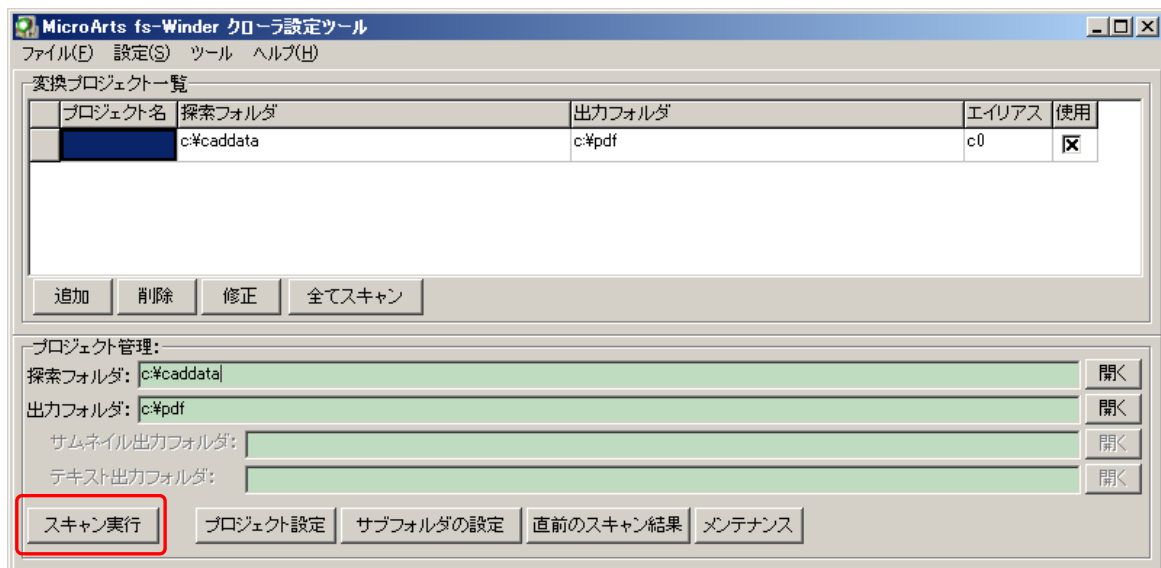 MicroArts fs-Winder クローラ設定ツール
ファイル(F) 設定(S) ツール ヘルプ(H)
変換プロジェクト一覧
プロジェクト名 探索フォルダ 出力フォルダ エイリアス 使用
c:¥caddata c:¥pdf c0
追加 削除 修正 全てスキャン
プロジェクト管理:
探索フォルダ: c:¥caddata 開く
出力フォルダ: c:¥pdf 開く
サムネイル出力フォルダ: 開く
テキスト出力フォルダ: 開く
スキャン実行 プロジェクト設定 サブフォルダの設定 直前のスキャン結果 メンテナンス